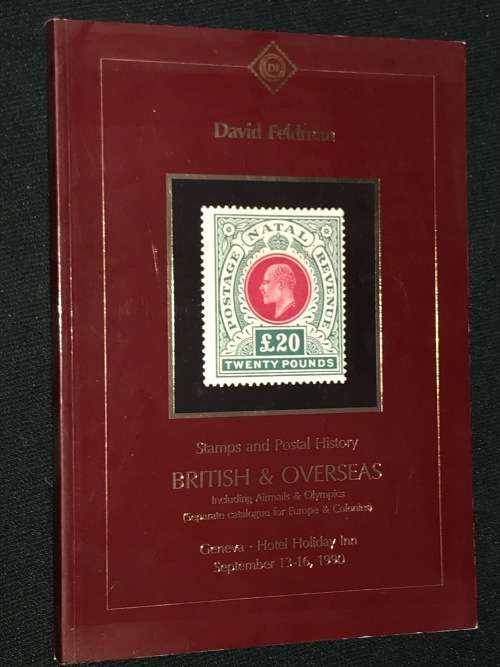 DF
David Feldman
POSTAGE NATAL REVENUE
£20
TWENTY POUNDS
Stamps and Postal History
BRITISH & OVERSEAS
Including Airmails & Olympics
(Separate catalogue for Europe & Colonies)
Geneva · Hotel Holiday Inn
September 13-16, 1990